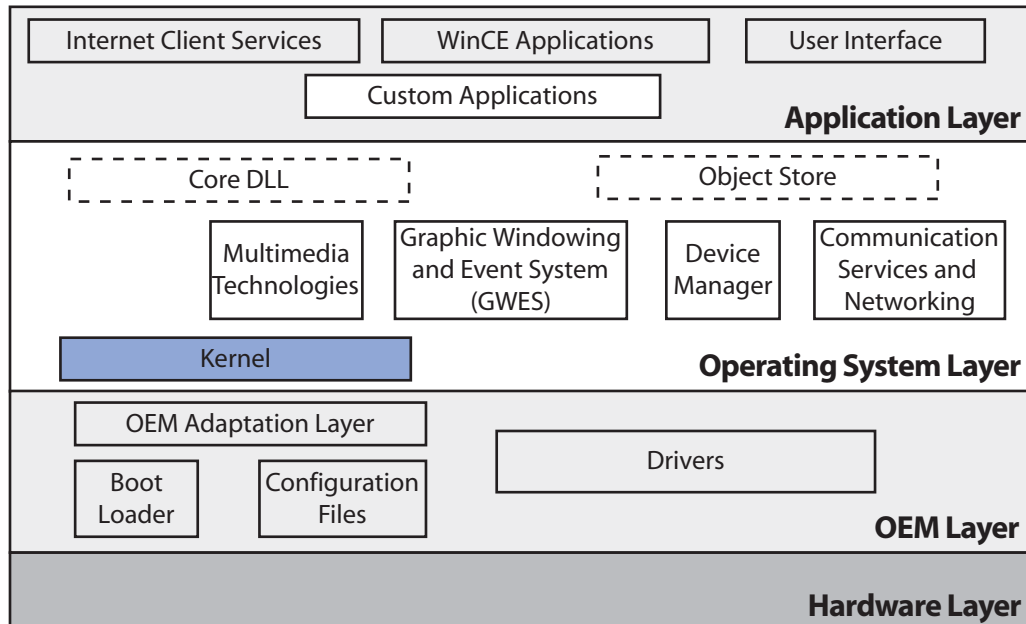 Internet Client Services
WinCE Applications
User Interface
Custom Applications
Application Layer
Core DLL
Object Store
Multimedia
Technologies
Graphic Windowing
and Event System
(GWES)
Device
Manager
Communication
Services and
Networking
Kernel
Operating System Layer
OEM Adaptation Layer
Drivers
Boot
Loader
Configuration
Files
OEM Layer
Hardware Layer